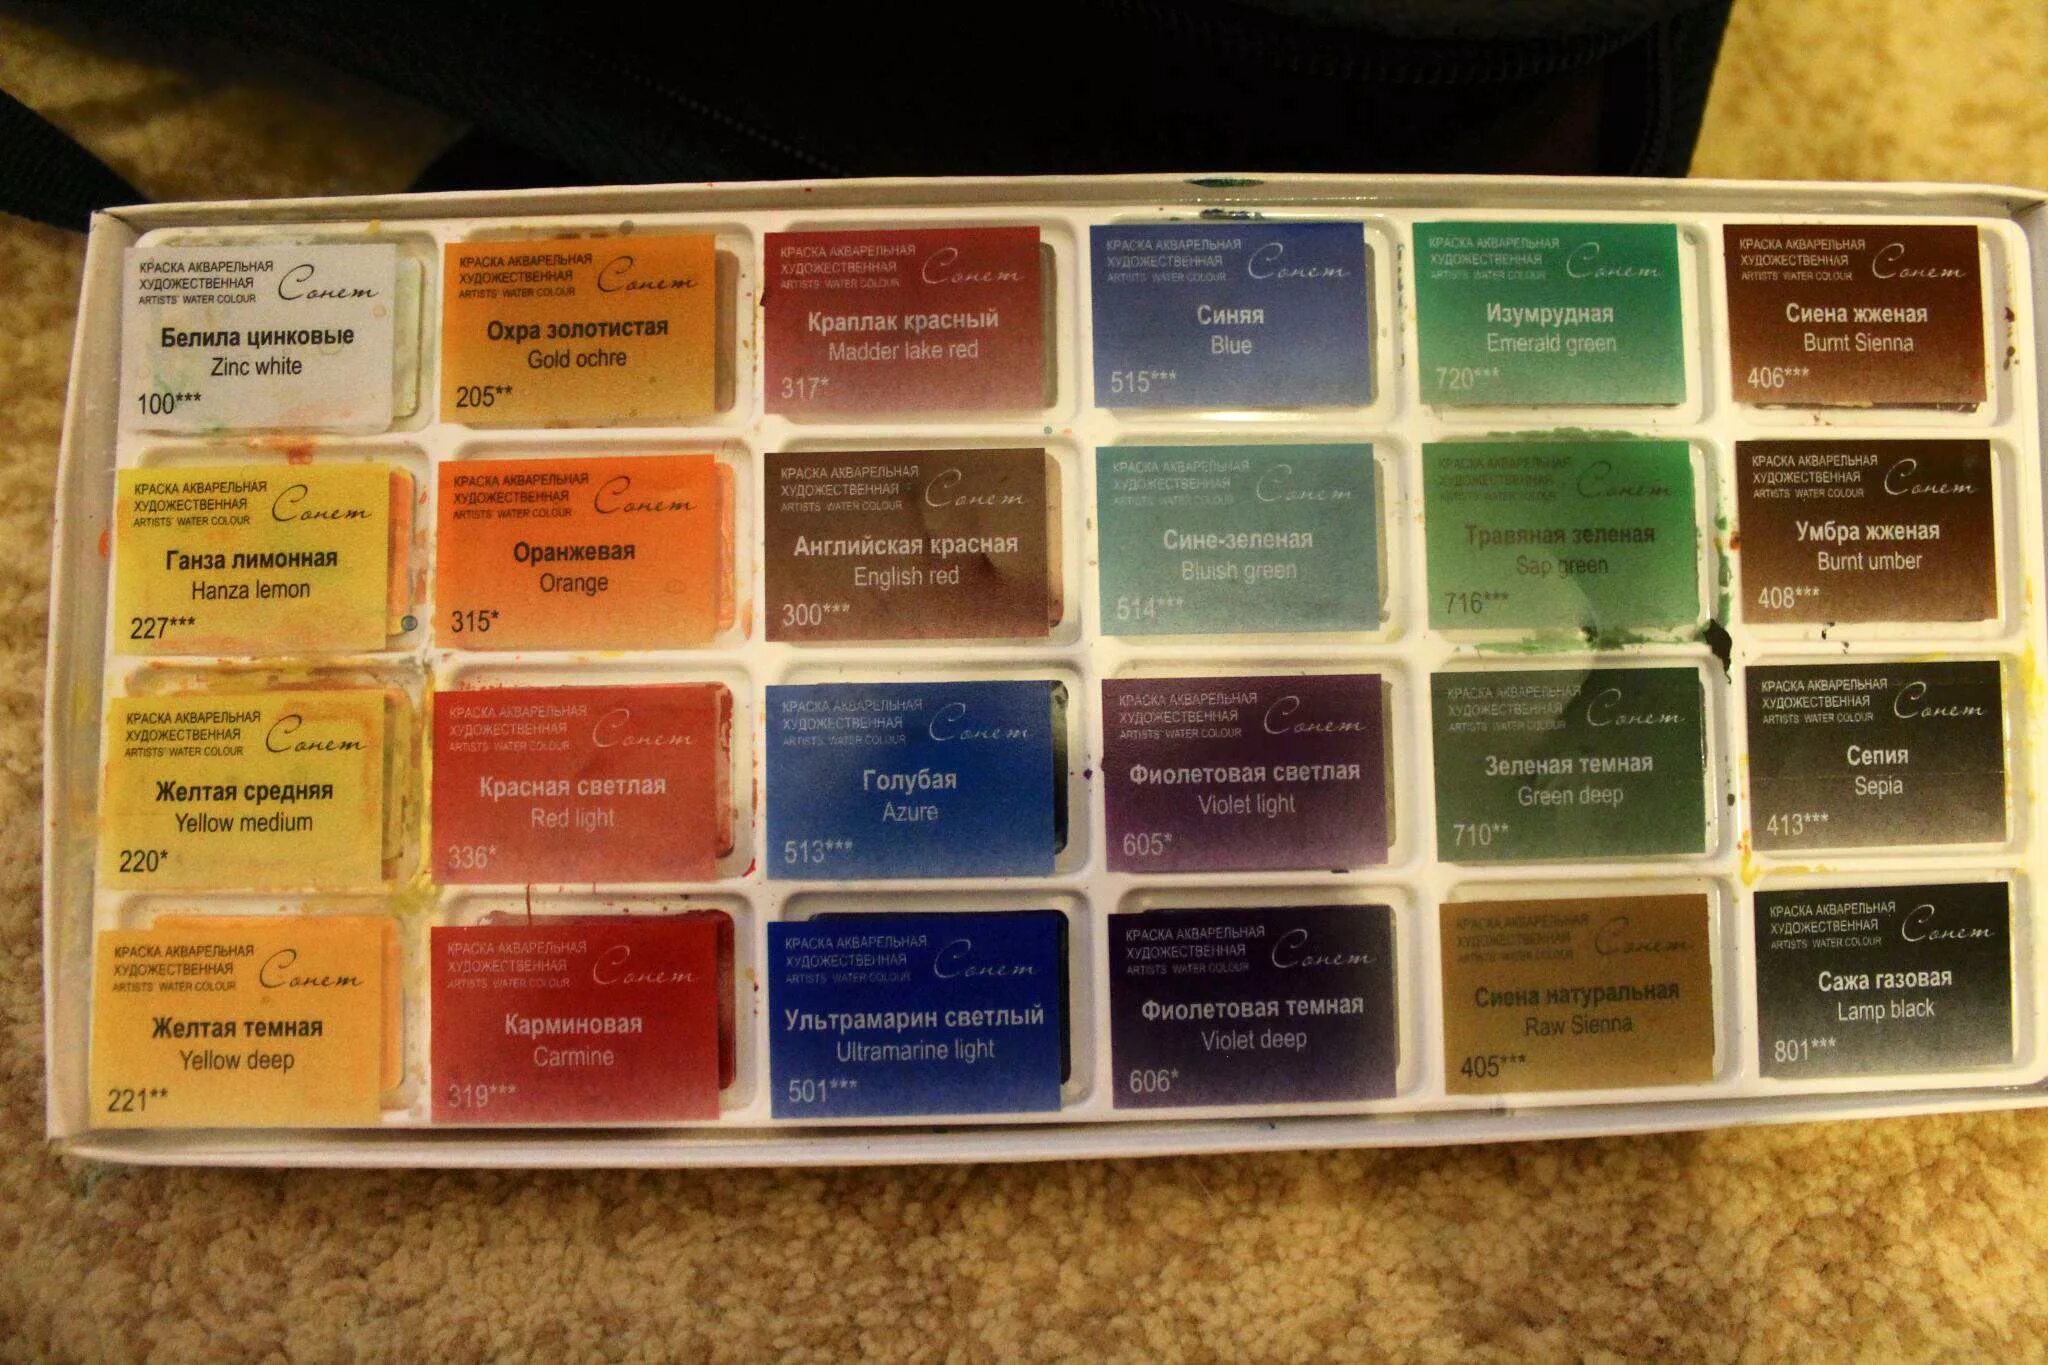 КРАСКА АКВАРЕЛЬНАЯ
ХУДОЖЕСТВЕННАЯ
ARTISTS' WATER COLOUR
Сонет
Белила цинковые
Zinc white
100***
КРАСКА АКВАРЕЛЬНАЯ
ХУДОЖЕСТВЕННАЯ
ARTISTS' WATER COLOUR
Сонет
Охра золотистая
Gold ochre
205**
КРАСКА АКВАРЕЛЬНАЯ
ХУДОЖЕСТВЕННАЯ
ARTISTS' WATER COLOUR
Сонет
Краплак красный
Madder lake red
317*
КРАСКА АКВАРЕЛЬНАЯ
ХУДОЖЕСТВЕННАЯ
ARTISTS' WATER COLOUR
Сонет
Синяя
Blue
515***
КРАСКА АКВАРЕЛЬНАЯ
ХУДОЖЕСТВЕННАЯ
ARTISTS' WATER COLOUR
Сонет
Изумрудная
Emerald green
720***
КРАСКА АКВАРЕЛЬНАЯ
ХУДОЖЕСТВЕННАЯ
ARTISTS' WATER COLOUR
Сонет
Сиена жженая
Burnt Sienna
406***
КРАСКА АКВАРЕЛЬНАЯ
ХУДОЖЕСТВЕННАЯ
ARTISTS' WATER COLOUR
Сонет
Ганза лимонная
Hanza lemon
227***
КРАСКА АКВАРЕЛЬНАЯ
ХУДОЖЕСТВЕННАЯ
ARTISTS' WATER COLOUR
Сонет
Оранжевая
Orange
315*
КРАСКА АКВАРЕЛЬНАЯ
ХУДОЖЕСТВЕННАЯ
ARTISTS' WATER COLOUR
Сонет
Английская красная
English red
300***
КРАСКА АКВАРЕЛЬНАЯ
ХУДОЖЕСТВЕННАЯ
ARTISTS' WATER COLOUR
Сонет
Сине-зеленая
Bluish green
514***
КРАСКА АКВАРЕЛЬНАЯ
ХУДОЖЕСТВЕННАЯ
ARTISTS' WATER COLOUR
Сонет
Травяная зеленая
Sap green
716***
КРАСКА АКВАРЕЛЬНАЯ
ХУДОЖЕСТВЕННАЯ
ARTISTS' WATER COLOUR
Сонет
Умбра жженая
Burnt umber
408***
КРАСКА АКВАРЕЛЬНАЯ
ХУДОЖЕСТВЕННАЯ
ARTISTS' WATER COLOUR
Сонет
Желтая средняя
Yellow medium
220*
КРАСКА АКВАРЕЛЬНАЯ
ХУДОЖЕСТВЕННАЯ
ARTISTS' WATER COLOUR
Сонет
Красная светлая
Red light
336*
КРАСКА АКВАРЕЛЬНАЯ
ХУДОЖЕСТВЕННАЯ
ARTISTS' WATER COLOUR
Сонет
Голубая
Azure
513***
КРАСКА АКВАРЕЛЬНАЯ
ХУДОЖЕСТВЕННАЯ
ARTISTS' WATER COLOUR
Сонет
Фиолетовая светлая
Violet light
605*
КРАСКА АКВАРЕЛЬНАЯ
ХУДОЖЕСТВЕННАЯ
ARTISTS' WATER COLOUR
Сонет
Зеленая темная
Green deep
710**
КРАСКА АКВАРЕЛЬНАЯ
ХУДОЖЕСТВЕННАЯ
ARTISTS' WATER COLOUR
Сонет
Сепия
Sepia
413***
КРАСКА АКВАРЕЛЬНАЯ
ХУДОЖЕСТВЕННАЯ
ARTISTS' WATER COLOUR
Сонет
Желтая темная
Yellow deep
221**
КРАСКА АКВАРЕЛЬНАЯ
ХУДОЖЕСТВЕННАЯ
ARTISTS' WATER COLOUR
Сонет
Карминовая
Carmine
319***
КРАСКА АКВАРЕЛЬНАЯ
ХУДОЖЕСТВЕННАЯ
ARTISTS' WATER COLOUR
Сонет
Ультрамарин светлый
Ultramarine light
501***
КРАСКА АКВАРЕЛЬНАЯ
ХУДОЖЕСТВЕННАЯ
ARTISTS' WATER COLOUR
Сонет
Фиолетовая темная
Violet deep
606*
КРАСКА АКВАРЕЛЬНАЯ
ХУДОЖЕСТВЕННАЯ
ARTISTS' WATER COLOUR
Сонет
Сиена натуральная
Raw Sienna
405***
КРАСКА АКВАРЕЛЬНАЯ
ХУДОЖЕСТВЕННАЯ
ARTISTS' WATER COLOUR
Сонет
Сажа газовая
Lamp black
801***